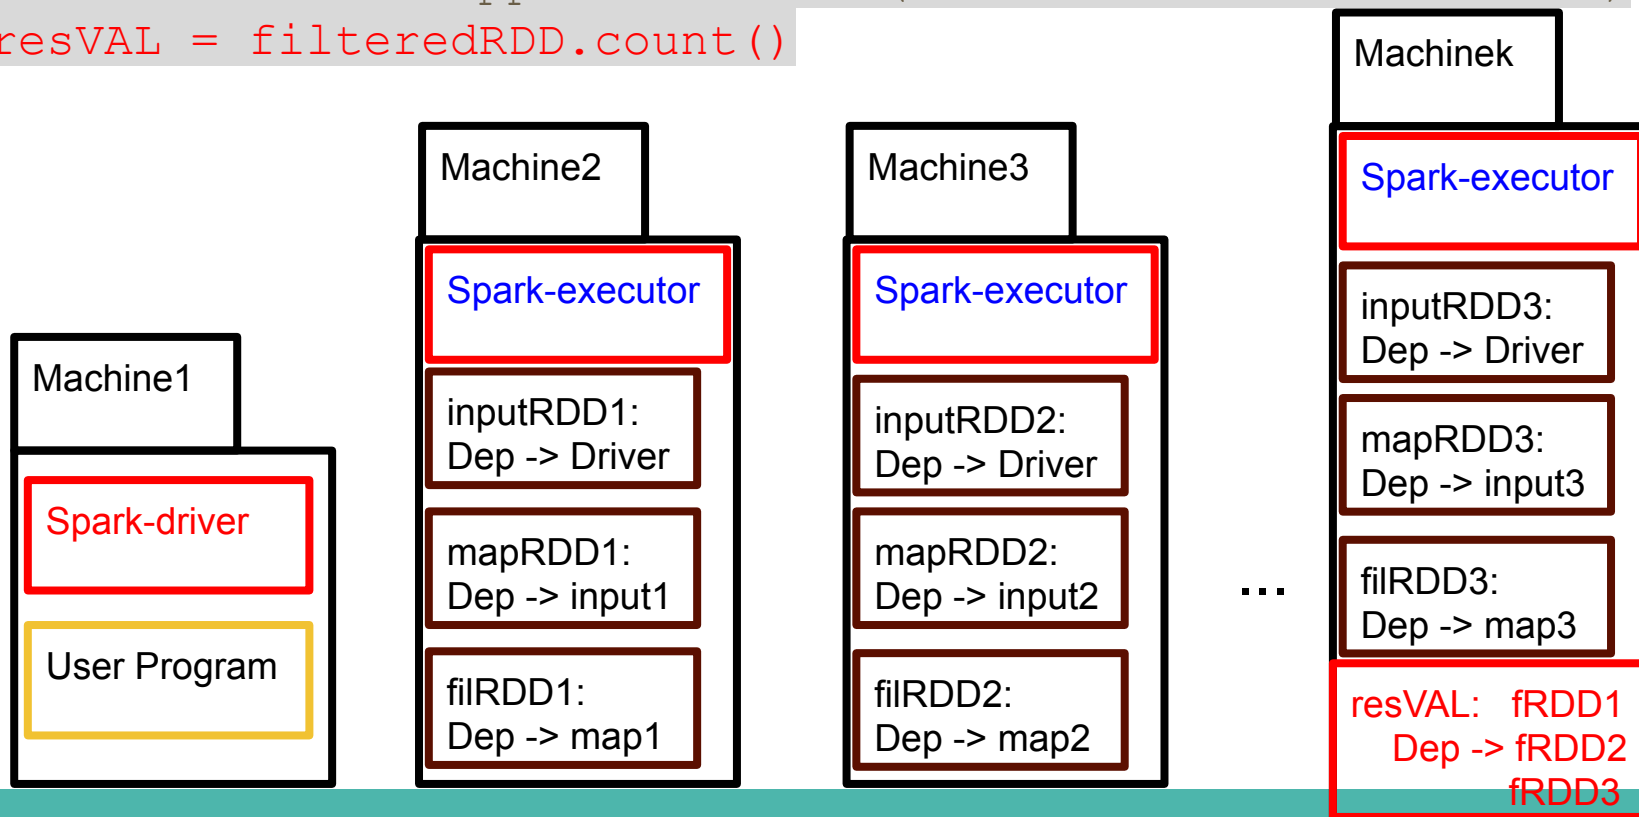 resVAL = filteredRDD.count()
Machine1
Spark-driver
User Program
Machine2
Spark-executor
inputRDD1:
Dep -> Driver
mapRDD1:
Dep -> input1
filRDD1:
Dep -> map1
Machine3
Spark-executor
inputRDD2:
Dep -> Driver
mapRDD2:
Dep -> input2
filRDD2:
Dep -> map2
...
Machinek
Spark-executor
inputRDD3:
Dep -> Driver
mapRDD3:
Dep -> input3
filRDD3:
Dep -> map3
resVAL: fRDD1
Dep -> fRDD2
fRDD3